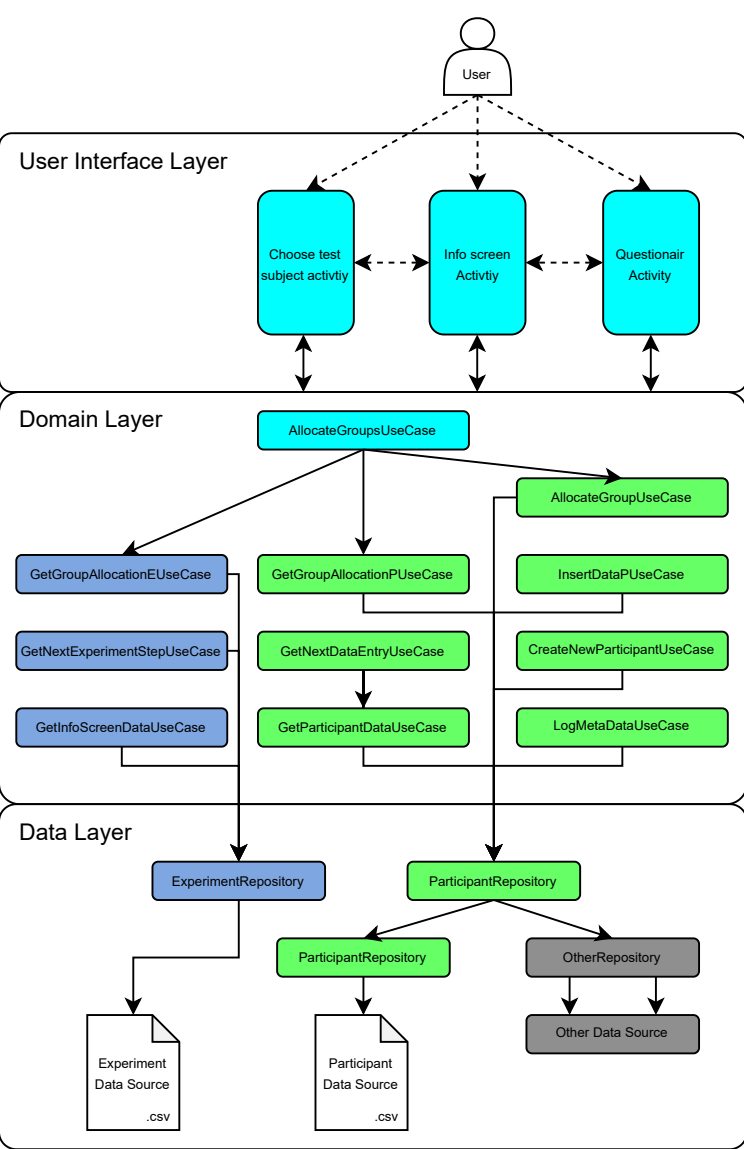 User
User Interface Layer
Choose test
subject activtiy
Info screen
Activtiy
Questionair
Activity
Domain Layer
AllocateGroupsUseCase
AllocateGroupUseCase
GetGroupAllocationEUseCase
GetGroupAllocationPUseCase
InsertDataPUseCase
GetNextExperimentStepUseCase
GetNextDataEntryUseCase
CreateNewParticipantUseCase
GetInfoScreenDataUseCase
GetParticipantDataUseCase
LogMetaDataUseCase
Data Layer
ExperimentRepository
ParticipantRepository
ParticipantRepository
OtherRepository
Other Data Source
Experiment
Data Source
.csv
Participant
Data Source
.csv